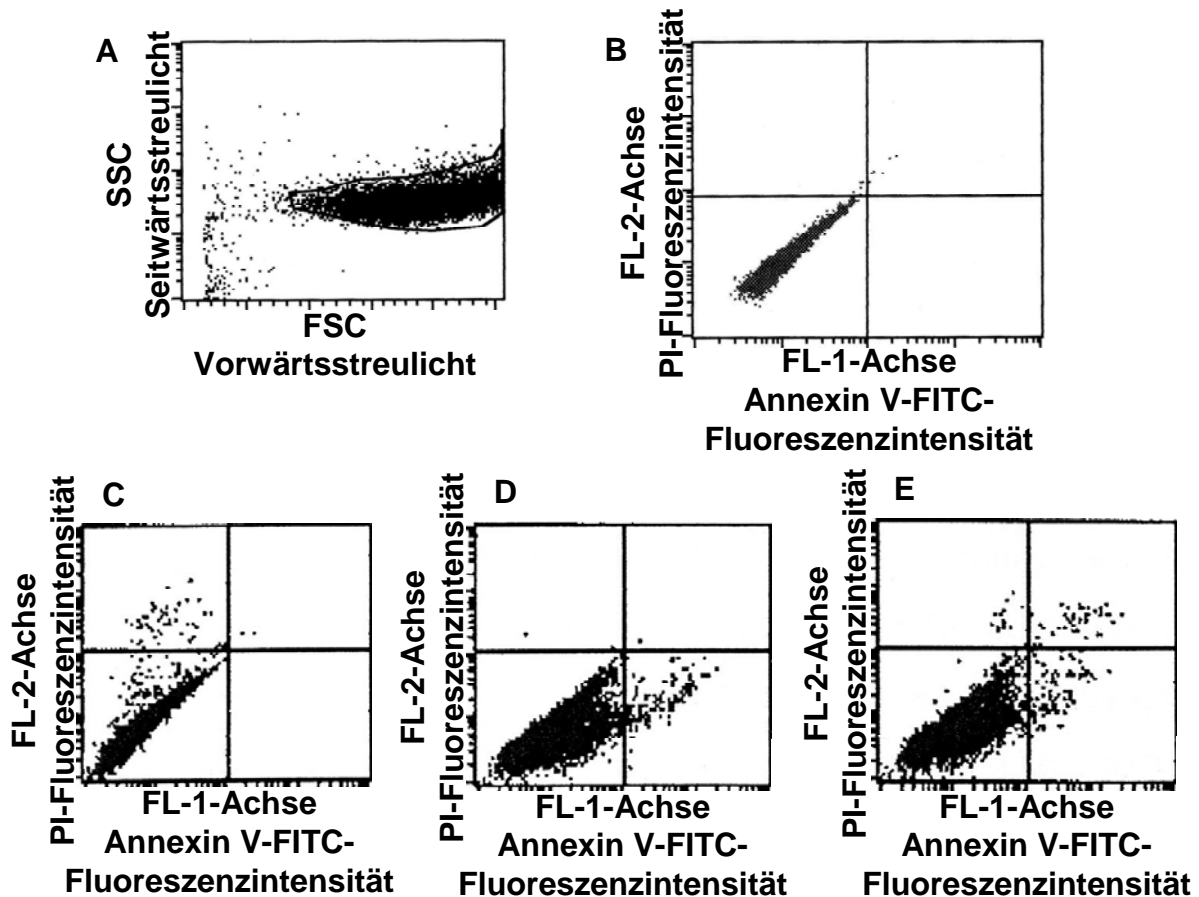 A
SSC
Seitwärtsstreulicht
FSC
Vorwärtsstreulicht
B
FL-2-Achse
PI-Fluoreszenzintensität
FL-1-Achse
Annexin V-FITC-
Fluoreszenzintensität
C
FL-2-Achse
PI-Fluoreszenzintensität
FL-1-Achse
Annexin V-FITC-
Fluoreszenzintensität
D
FL-2-Achse
PI-Fluoreszenzintensität
FL-1-Achse
Annexin V-FITC-
Fluoreszenzintensität
E
FL-2-Achse
PI-Fluoreszenzintensität
FL-1-Achse
Annexin V-FITC-
Fluoreszenzintensität